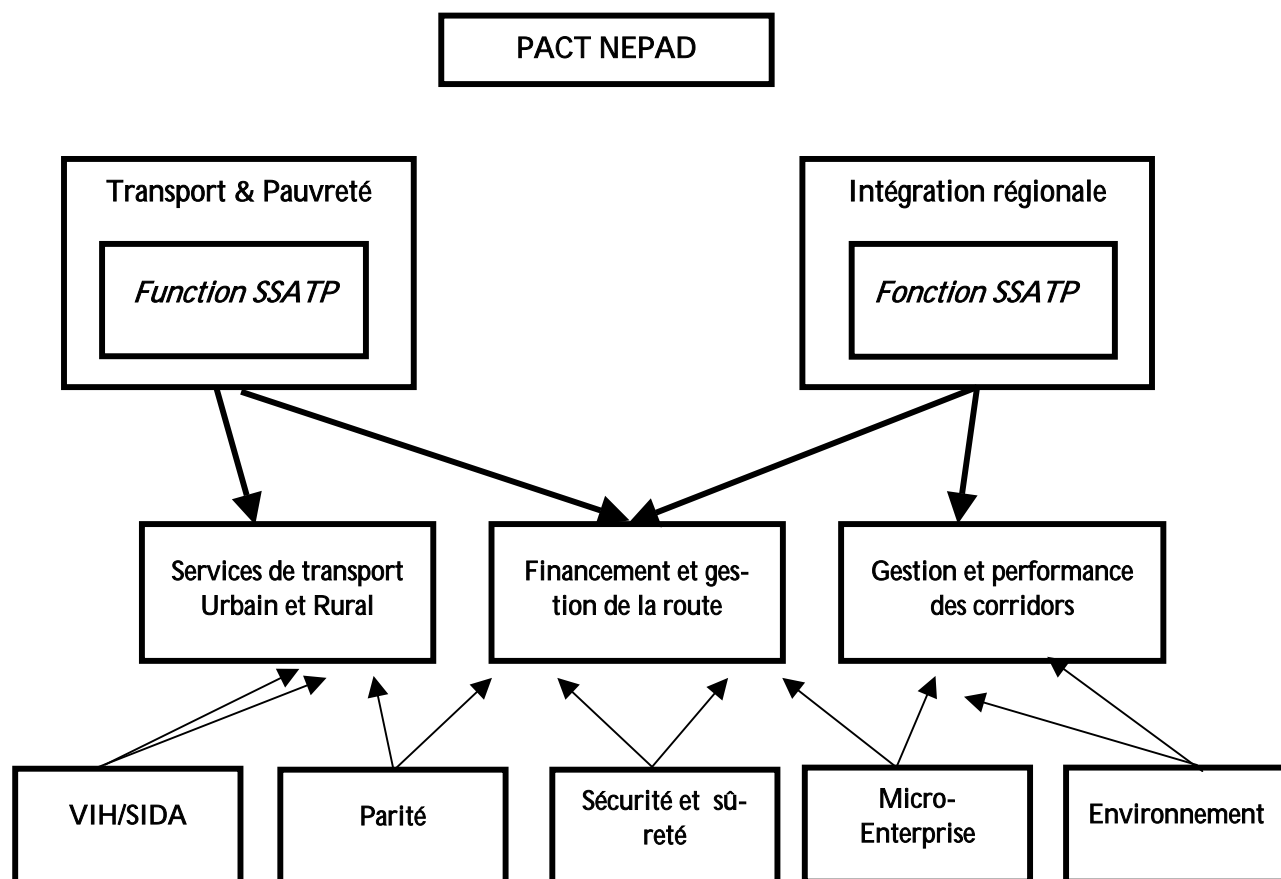 PACT NEPAD
Transport & Pauvreté
Function SSATP
Intégration régionale
Fonction SSATP
Services de transport
Urbain et Rural
Financement et ges-
tion de la route
Gestion et performance
des corridors
VIH/SIDA
Parité
Sécurité et sû-
reté
Micro-
Enterprise
Environnement